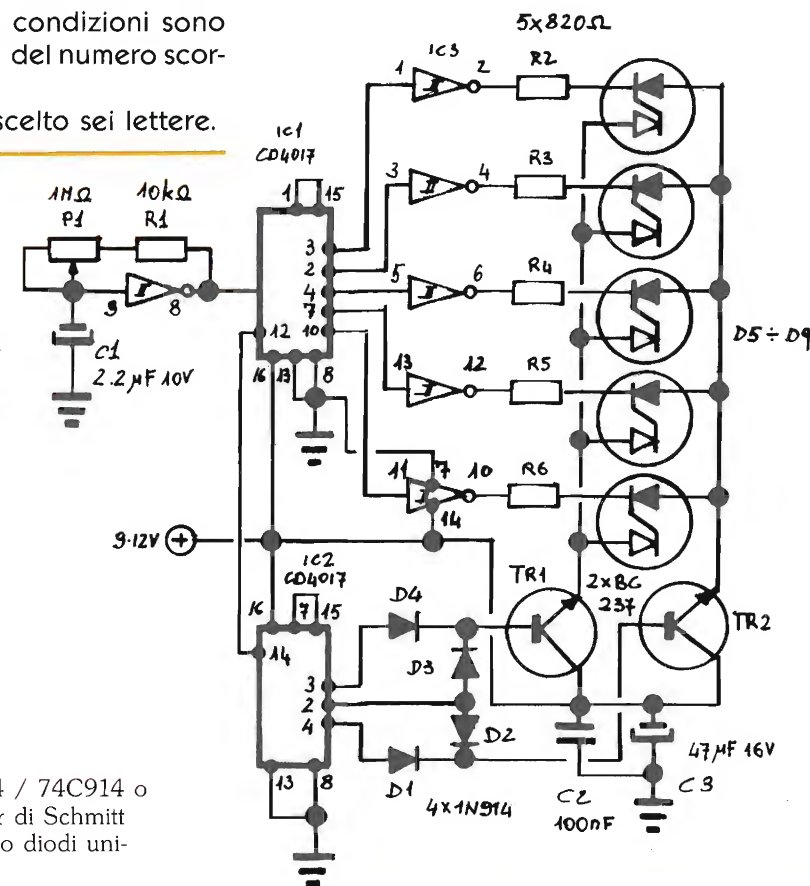 condizioni sono
del numero scor-
scelto sei lettere.
5x820Ω
IC3
1
2
R2
IC1
CD4017
1
15
3
4
R3
1MΩ
10kΩ
P1
R1
3
2
4
7
10
5
6
R4
9
8
12
D5÷D9
C1
2.2µF 10V
16
13
8
13
12
R5
11
7
10
R6
14
9-12V
+
IC2
CD4017
TR1
2xBC
237
TR2
16
7
15
D4
14
D3
3
2
4
D2
D1
4x1N914
47µF 16V
C2
100nF
C3
13
8
4 / 74C914 o
r di Schmitt
o diodi uni-